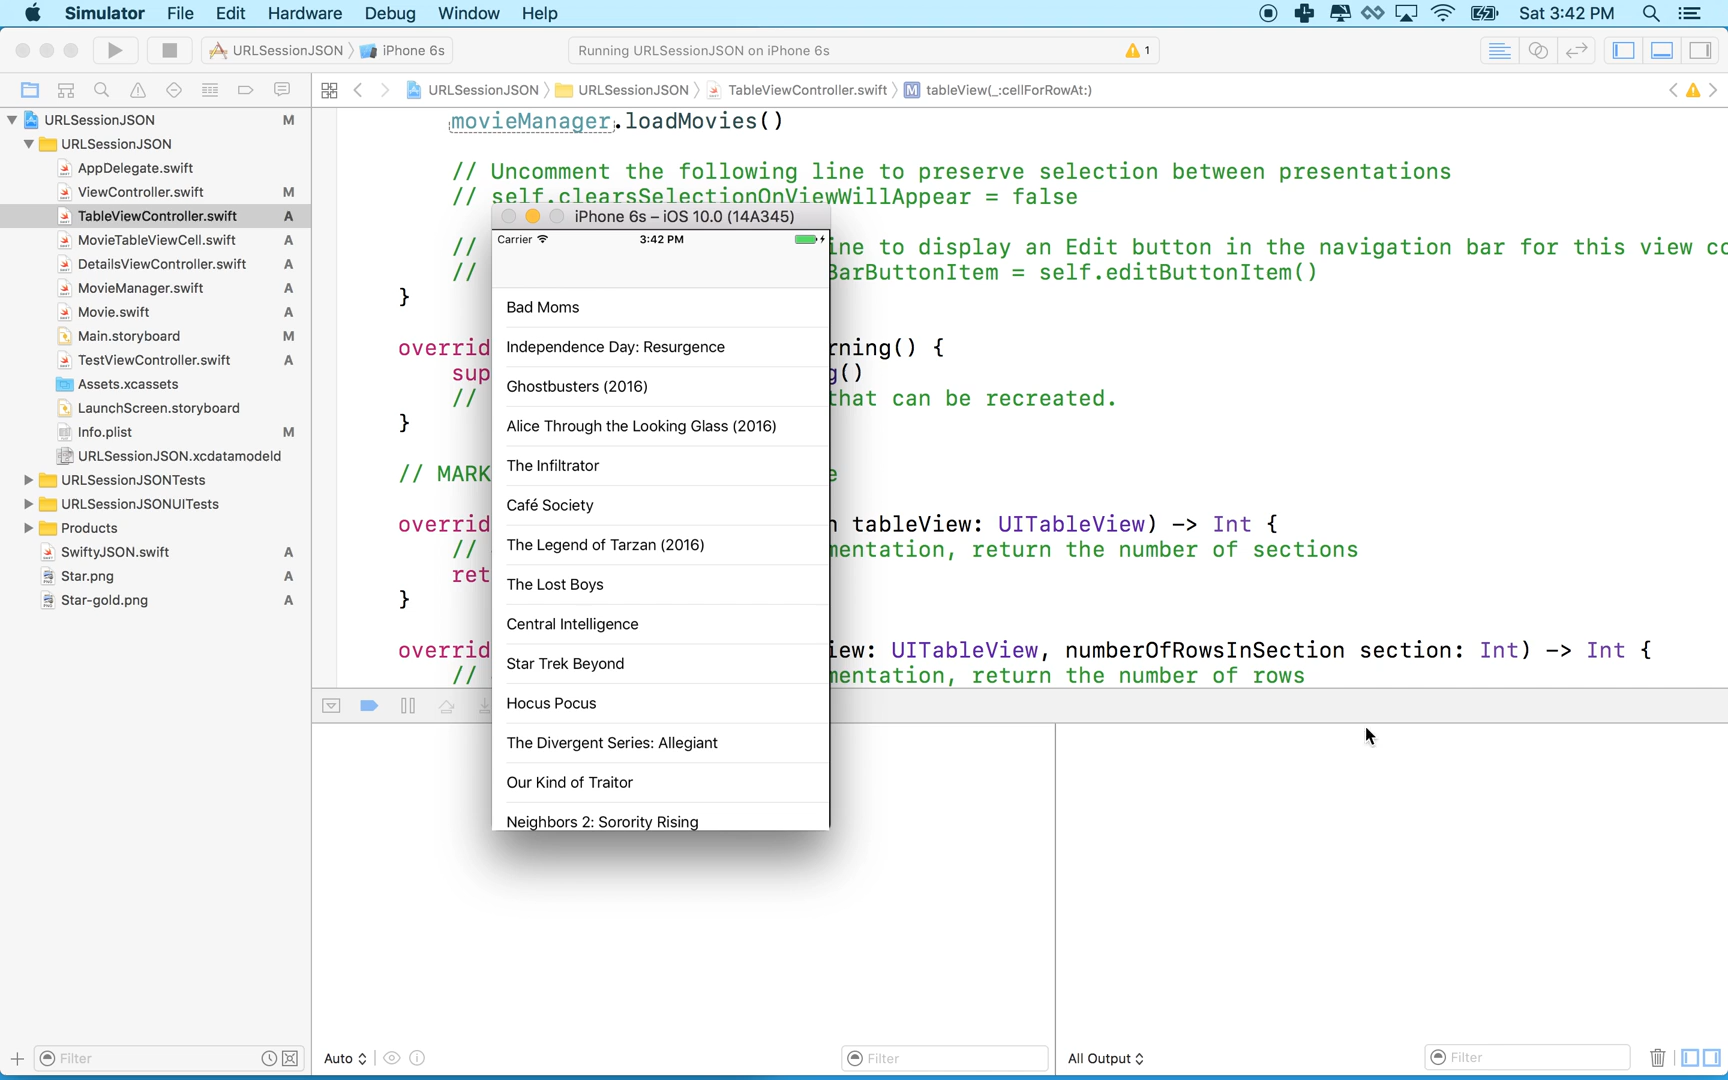 Simulator File Edit Hardware Debug Window Help Sat 3:42 PM
URLSessionJSON iPhone 6s Running URLSessionJSON on iPhone 6s 1
URLSessionJSON URLSessionJSON TableViewController.swift M tableView(_:cellForRowAt:)
URLSessionJSON M
URLSessionJSON
AppDelegate.swift
ViewController.swift M
TableViewController.swift A
MovieTableViewCell.swift A
DetailsViewController.swift A
MovieManager.swift A
Movie.swift A
Main.storyboard M
TestViewController.swift A
Assets.xcassets
LaunchScreen.storyboard
Info.plist M
URLSessionJSON.xcdatamodeld
URLSessionJSONTests
URLSessionJSONUITests
Products
SwiftyJSON.swift A
Star.png A
Star-gold.png A
Filter
movieManager.loadMovies()
// Uncomment the following line to preserve selection between presentations
// self.clearsSelectionOnViewWillAppear = false
// ine to display an Edit button in the navigation bar for this view co
// BarButtonItem = self.editButtonItem()
}
overrid rning() {
sup g()
// that can be recreated.
}
// MARK e
overrid n tableView: UITableView) -> Int {
// mentation, return the number of sections
ret
}
overrid iew: UITableView, numberOfRowsInSection section: Int) -> Int {
// mentation, return the number of rows
iPhone 6s – iOS 10.0 (14A345)
Carrier 3:42 PM
Bad Moms
Independence Day: Resurgence
Ghostbusters (2016)
Alice Through the Looking Glass (2016)
The Infiltrator
Café Society
The Legend of Tarzan (2016)
The Lost Boys
Central Intelligence
Star Trek Beyond
Hocus Pocus
The Divergent Series: Allegiant
Our Kind of Traitor
Neighbors 2: Sorority Rising
Auto Filter All Output Filter